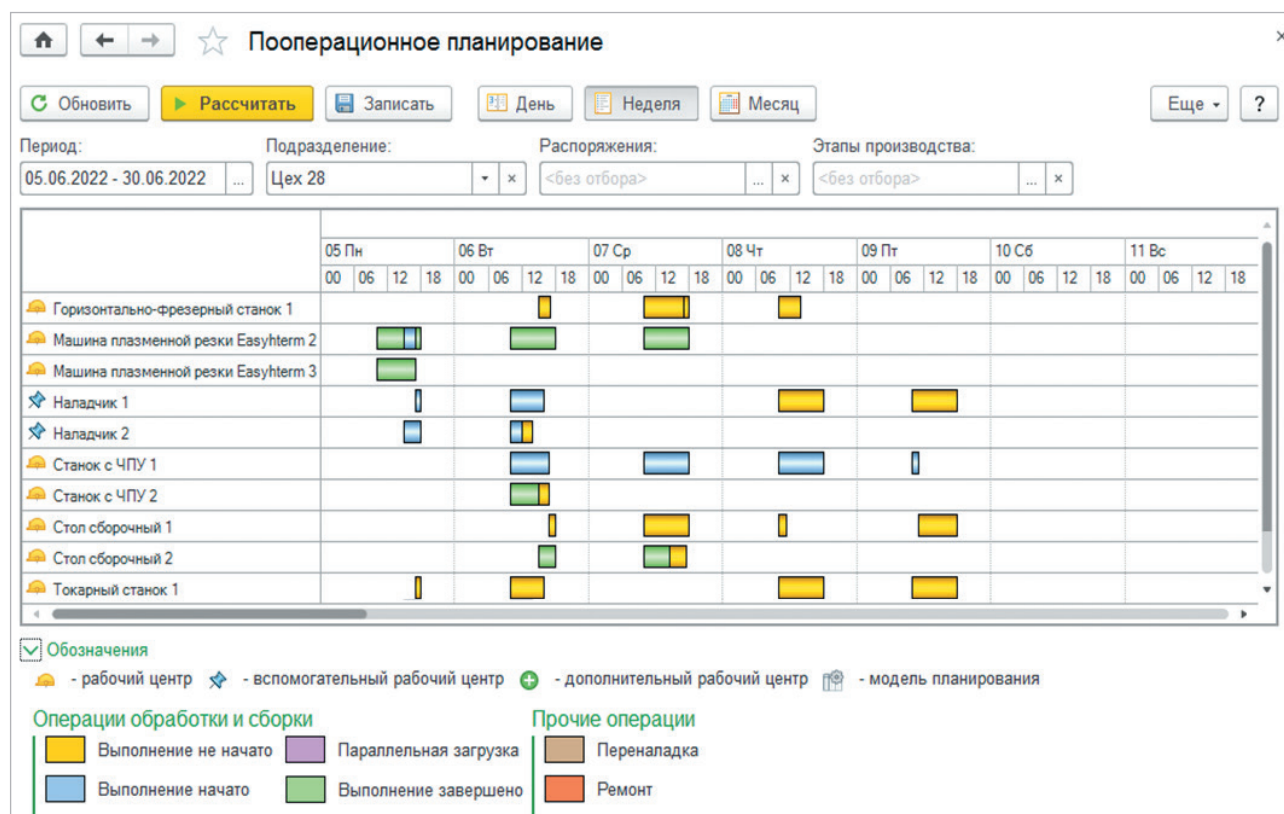 Пооперационное планирование
Обновить Рассчитать Записать День Неделя Месяц Еще ?
Период: Подразделение: Распоряжения: Этапы производства:
05.06.2022 - 30.06.2022 ... Цех 28 × <без отбора> ... × <без отбора> ... ×
05 Пн 06 Вт 07 Ср 08 Чт 09 Пт 10 Сб 11 Вс
00 06 12 18 00 06 12 18 00 06 12 18 00 06 12 18 00 06 12 18 00 06 12 18 00 06 12 18
Горизонтально-фрезерный станок 1
Машина плазменной резки Easyhterm 2
Машина плазменной резки Easyhterm 3
Наладчик 1
Наладчик 2
Станок с ЧПУ 1
Станок с ЧПУ 2
Стол сборочный 1
Стол сборочный 2
Токарный станок 1
Обозначения
- рабочий центр - вспомогательный рабочий центр - дополнительный рабочий центр - модель планирования
Операции обработки и сборки Прочие операции
Выполнение не начато Параллельная загрузка Переналадка
Выполнение начато Выполнение завершено Ремонт